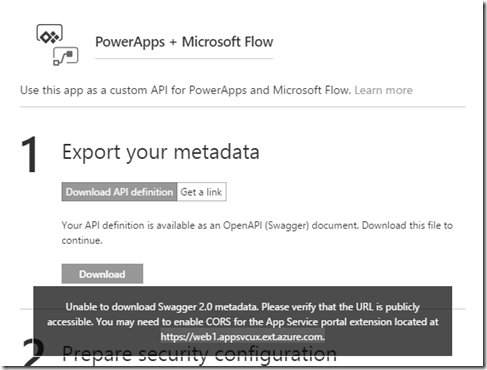 PowerApps + Microsoft Flow
Use this app as a custom API for PowerApps and Microsoft Flow. Learn more
1 Export your metadata
Download API definition Get a link
Your API definition is available as an OpenAPI (Swagger) document. Download this file to
continue.
Download
Unable to download Swagger 2.0 metadata. Please verify that the URL is publicly
accessible. You may need to enable CORS for the App Service portal extension located at
https://web1.appsvcux.ext.azure.com.
2 Prepare security configuration